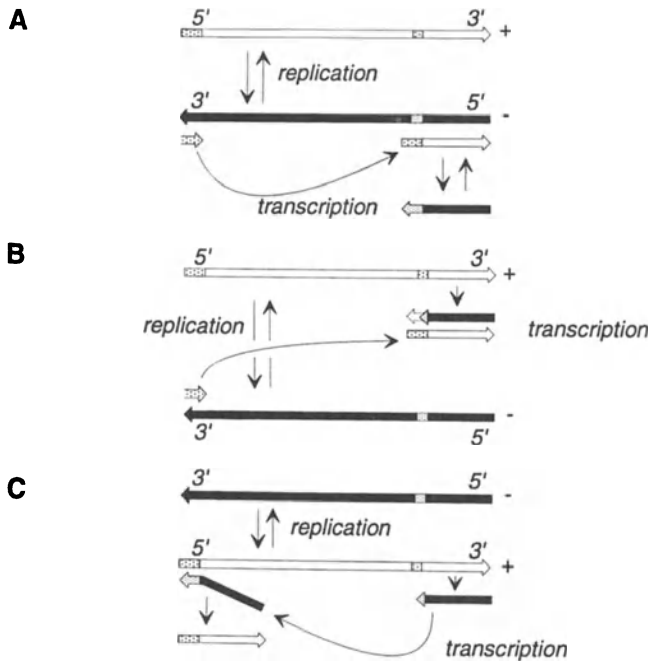 A
5' 3'
+
replication
3' 5'
-
transcription
B
5' 3'
+
replication
transcription
-
3' 5'
C
3' 5'
-
replication
5' 3'
+
transcription